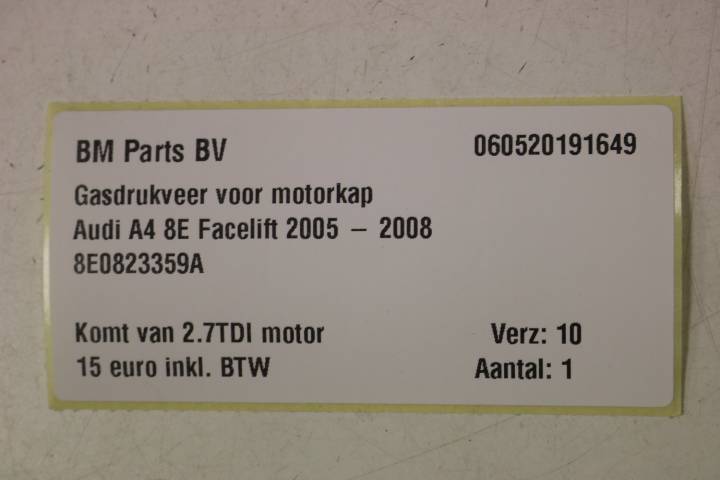 BM Parts BV 060520191649
Gasdrukveer voor motorkap
Audi A4 8E Facelift 2005 – 2008
8E0823359A
Komt van 2.7TDI motor Verz: 10
15 euro inkl. BTW Aantal: 1